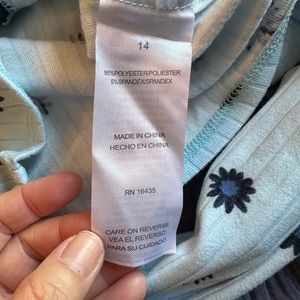 14
95%POLYESTER/POLIESTER
5%SPANDEX/SPANDEX
MADE IN CHINA
HECHO EN CHINA
RN 16435
CARE ON REVERSE
VEA EL REVERSO
PARA SU CUIDADO